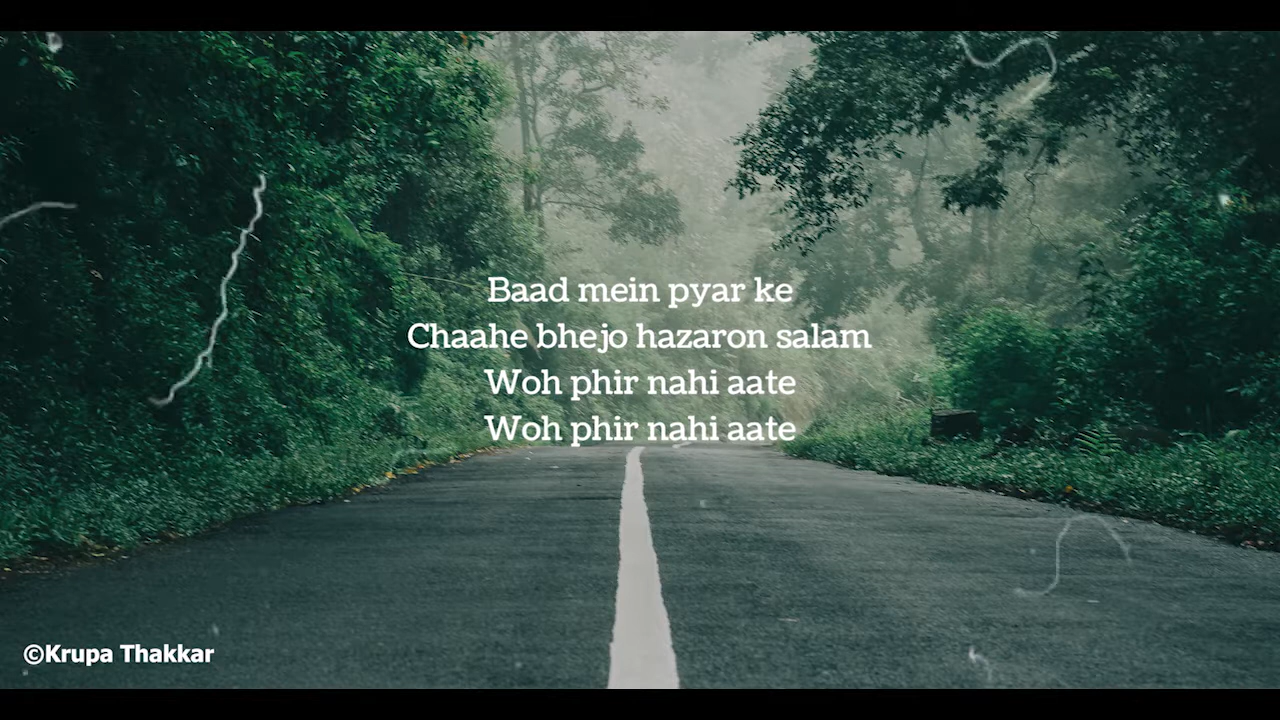 Baad mein pyar ke
Chaahe bhejo hazaron salam
Woh phir nahi aate
Woh phir nahi aate
©Krupa Thakkar